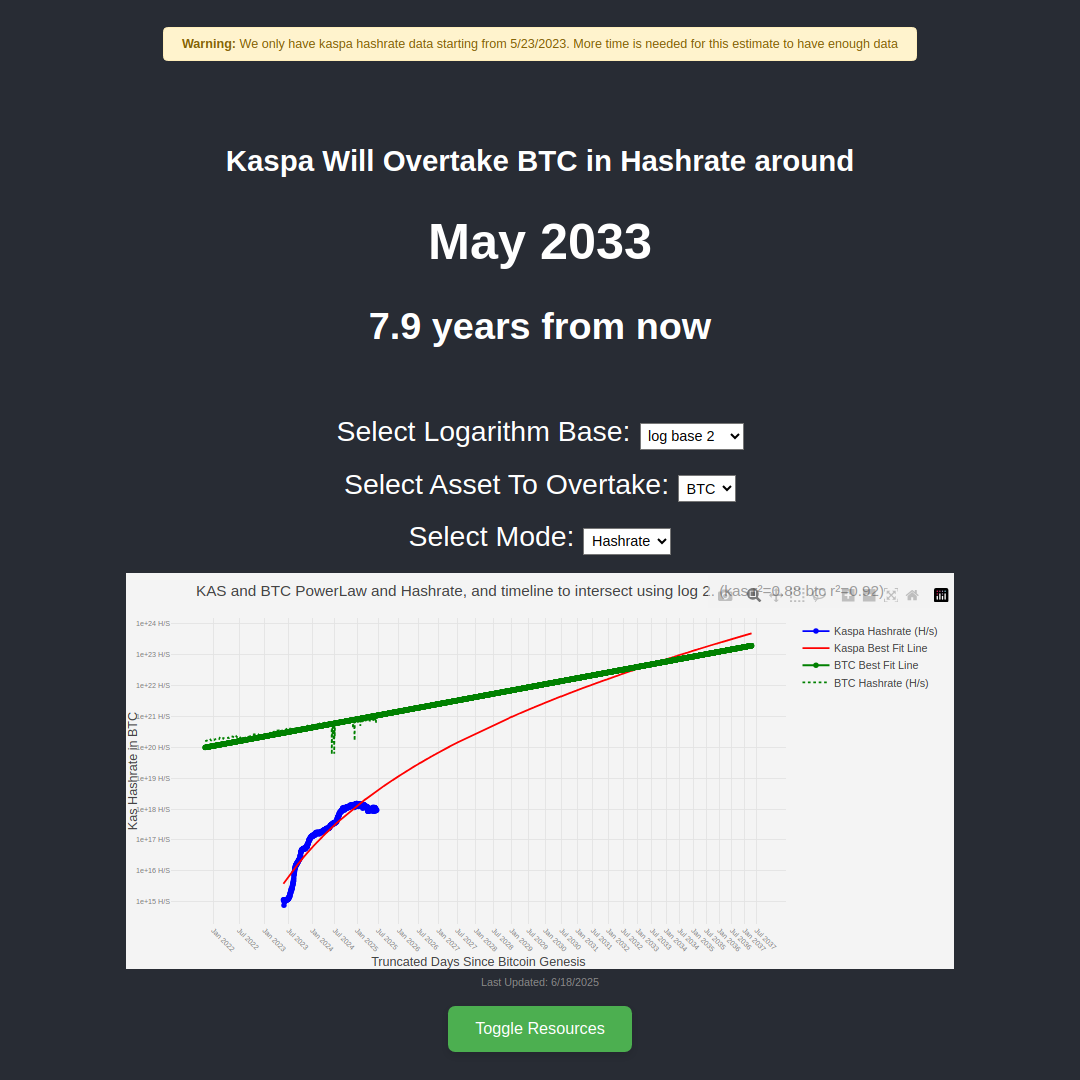 Warning: We only have kaspa hashrate data starting from 5/23/2023. More time is needed for this estimate to have enough data
Kaspa Will Overtake BTC in Hashrate around
May 2033
7.9 years from now
Select Logarithm Base: log base 2
Select Asset To Overtake: BTC
Select Mode: Hashrate
KAS and BTC PowerLaw and Hashrate, and timeline to intersect using log 2. (kas r²=0.88 btc r²=0.92)
1e+24 H/S
1e+23 H/S
1e+22 H/S
1e+21 H/S
1e+20 H/S
1e+19 H/S
1e+18 H/S
1e+17 H/S
1e+16 H/S
1e+15 H/S
Kas Hashrate in BTC
Kaspa Hashrate (H/s)
Kaspa Best Fit Line
BTC Best Fit Line
BTC Hashrate (H/s)
Jan 2022
Jul 2022
Jan 2023
Jul 2023
Jan 2024
Jul 2024
Jan 2025
Jul 2025
Jan 2026
Jul 2026
Jan 2027
Jul 2027
Jan 2028
Jul 2028
Jan 2029
Jul 2029
Jan 2030
Jul 2030
Jan 2031
Jul 2031
Jan 2032
Jul 2032
Jan 2033
Jul 2033
Jan 2034
Jul 2034
Jan 2035
Jul 2035
Jan 2036
Jul 2036
Jan 2037
Jul 2037
Truncated Days Since Bitcoin Genesis
Last Updated: 6/18/2025
Toggle Resources